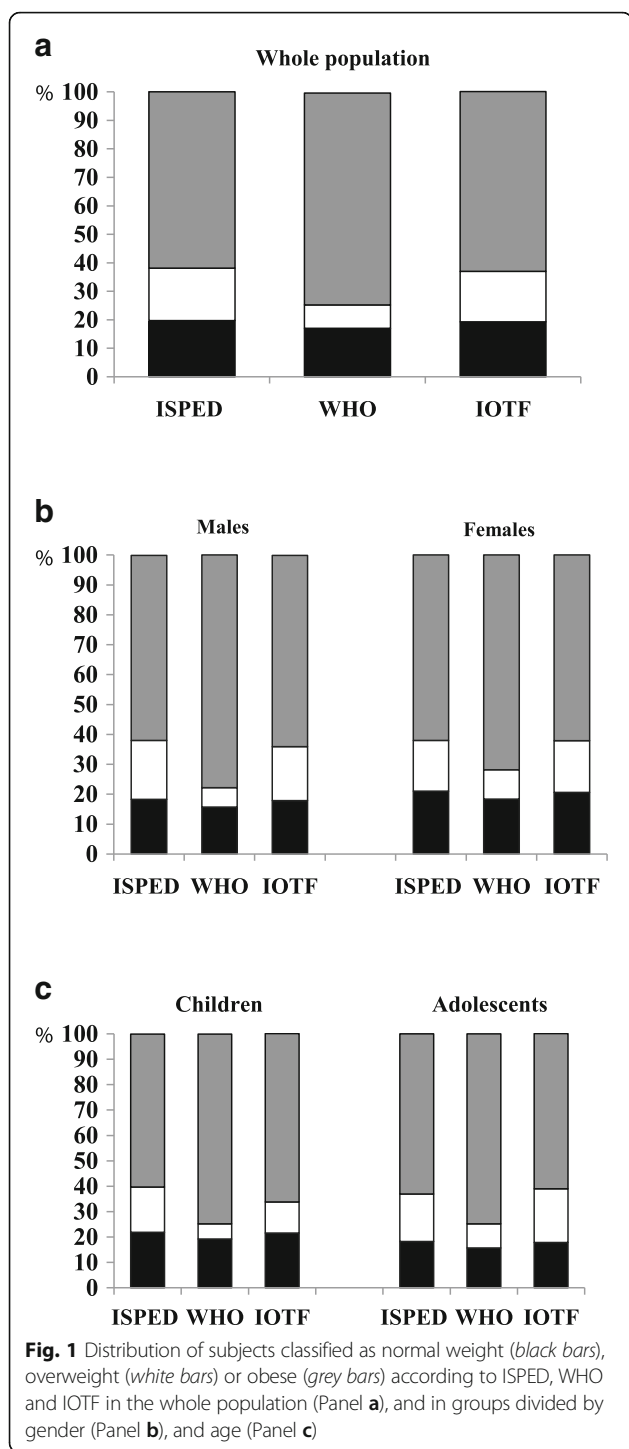 a
Whole population
% 100
90
80
70
60
50
40
30
20
10
0
ISPED WHO IOTF
b
Males Females
% 100
90
80
70
60
50
40
30
20
10
0
ISPED WHO IOTF ISPED WHO IOTF
c
Children Adolescents
% 100
90
80
70
60
50
40
30
20
10
0
ISPED WHO IOTF ISPED WHO IOTF
Fig. 1 Distribution of subjects classified as normal weight (black bars),
overweight (white bars) or obese (grey bars) according to ISPED, WHO
and IOTF in the whole population (Panel a), and in groups divided by
gender (Panel b), and age (Panel c)